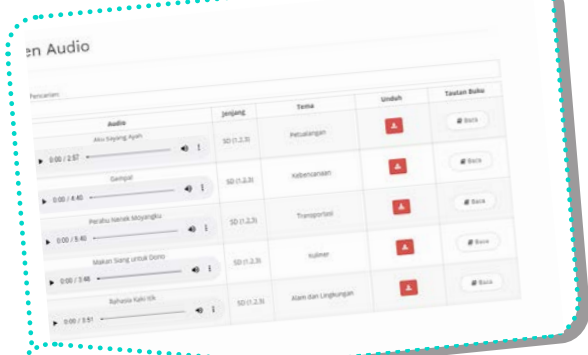 en Audio
Pencarian:
Audio Jenjang Tema Unduh Tautan Buku
Aku Sayang Ayah
0:00 / 2:57 SD (1,2,3) Petualangan Baca
Gempa!
0:00 / 4:40 SD (1,2,3) Kebencanaan Baca
Perahu Nenek Moyangku
0:00 / 5:40 SD (1,2,3) Transportasi Baca
Makan Siang untuk Dono
0:00 / 3:48 SD (1,2,3) Kuliner Baca
Rahasia Kaki Kik
0:00 / 3:51 SD (1,2,3) Alam dan Lingkungan Baca